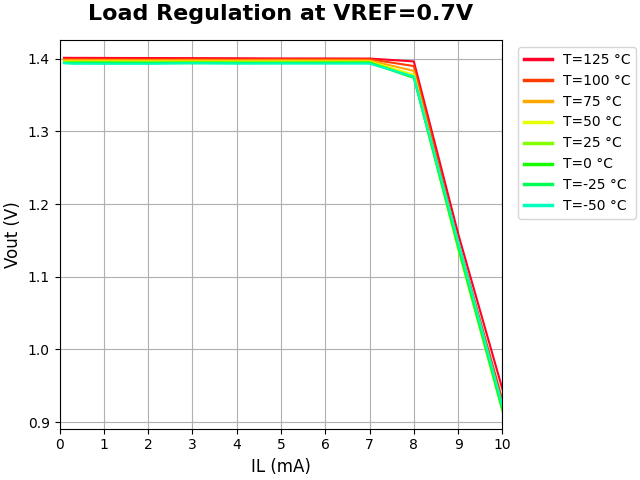 Load Regulation at VREF=0.7V
Vout (V)
1.4
1.3
1.2
1.1
1.0
0.9
0 1 2 3 4 5 6 7 8 9 10
IL (mA)
T=125 °C
T=100 °C
T=75 °C
T=50 °C
T=25 °C
T=0 °C
T=-25 °C
T=-50 °C